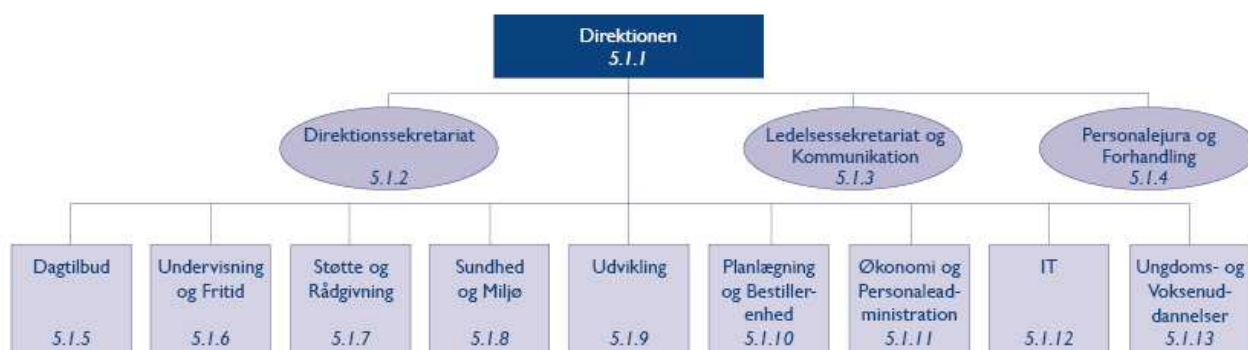 Direktionen
5.1.1
Direktionssekretariat
5.1.2
Ledelsessekretariat og
Kommunikation
5.1.3
Personalejura og
Forhandling
5.1.4
Dagtilbud
5.1.5
Undervisning
og Fritid
5.1.6
Støtte og
Rådgivning
5.1.7
Sundhed
og Miljø
5.1.8
Udvikling
5.1.9
Planlægning
og Bestiller-
enhed
5.1.10
Økonomi og
Personalead-
ministration
5.1.11
IT
5.1.12
Ungdoms- og
Voksenud-
dannelser
5.1.13